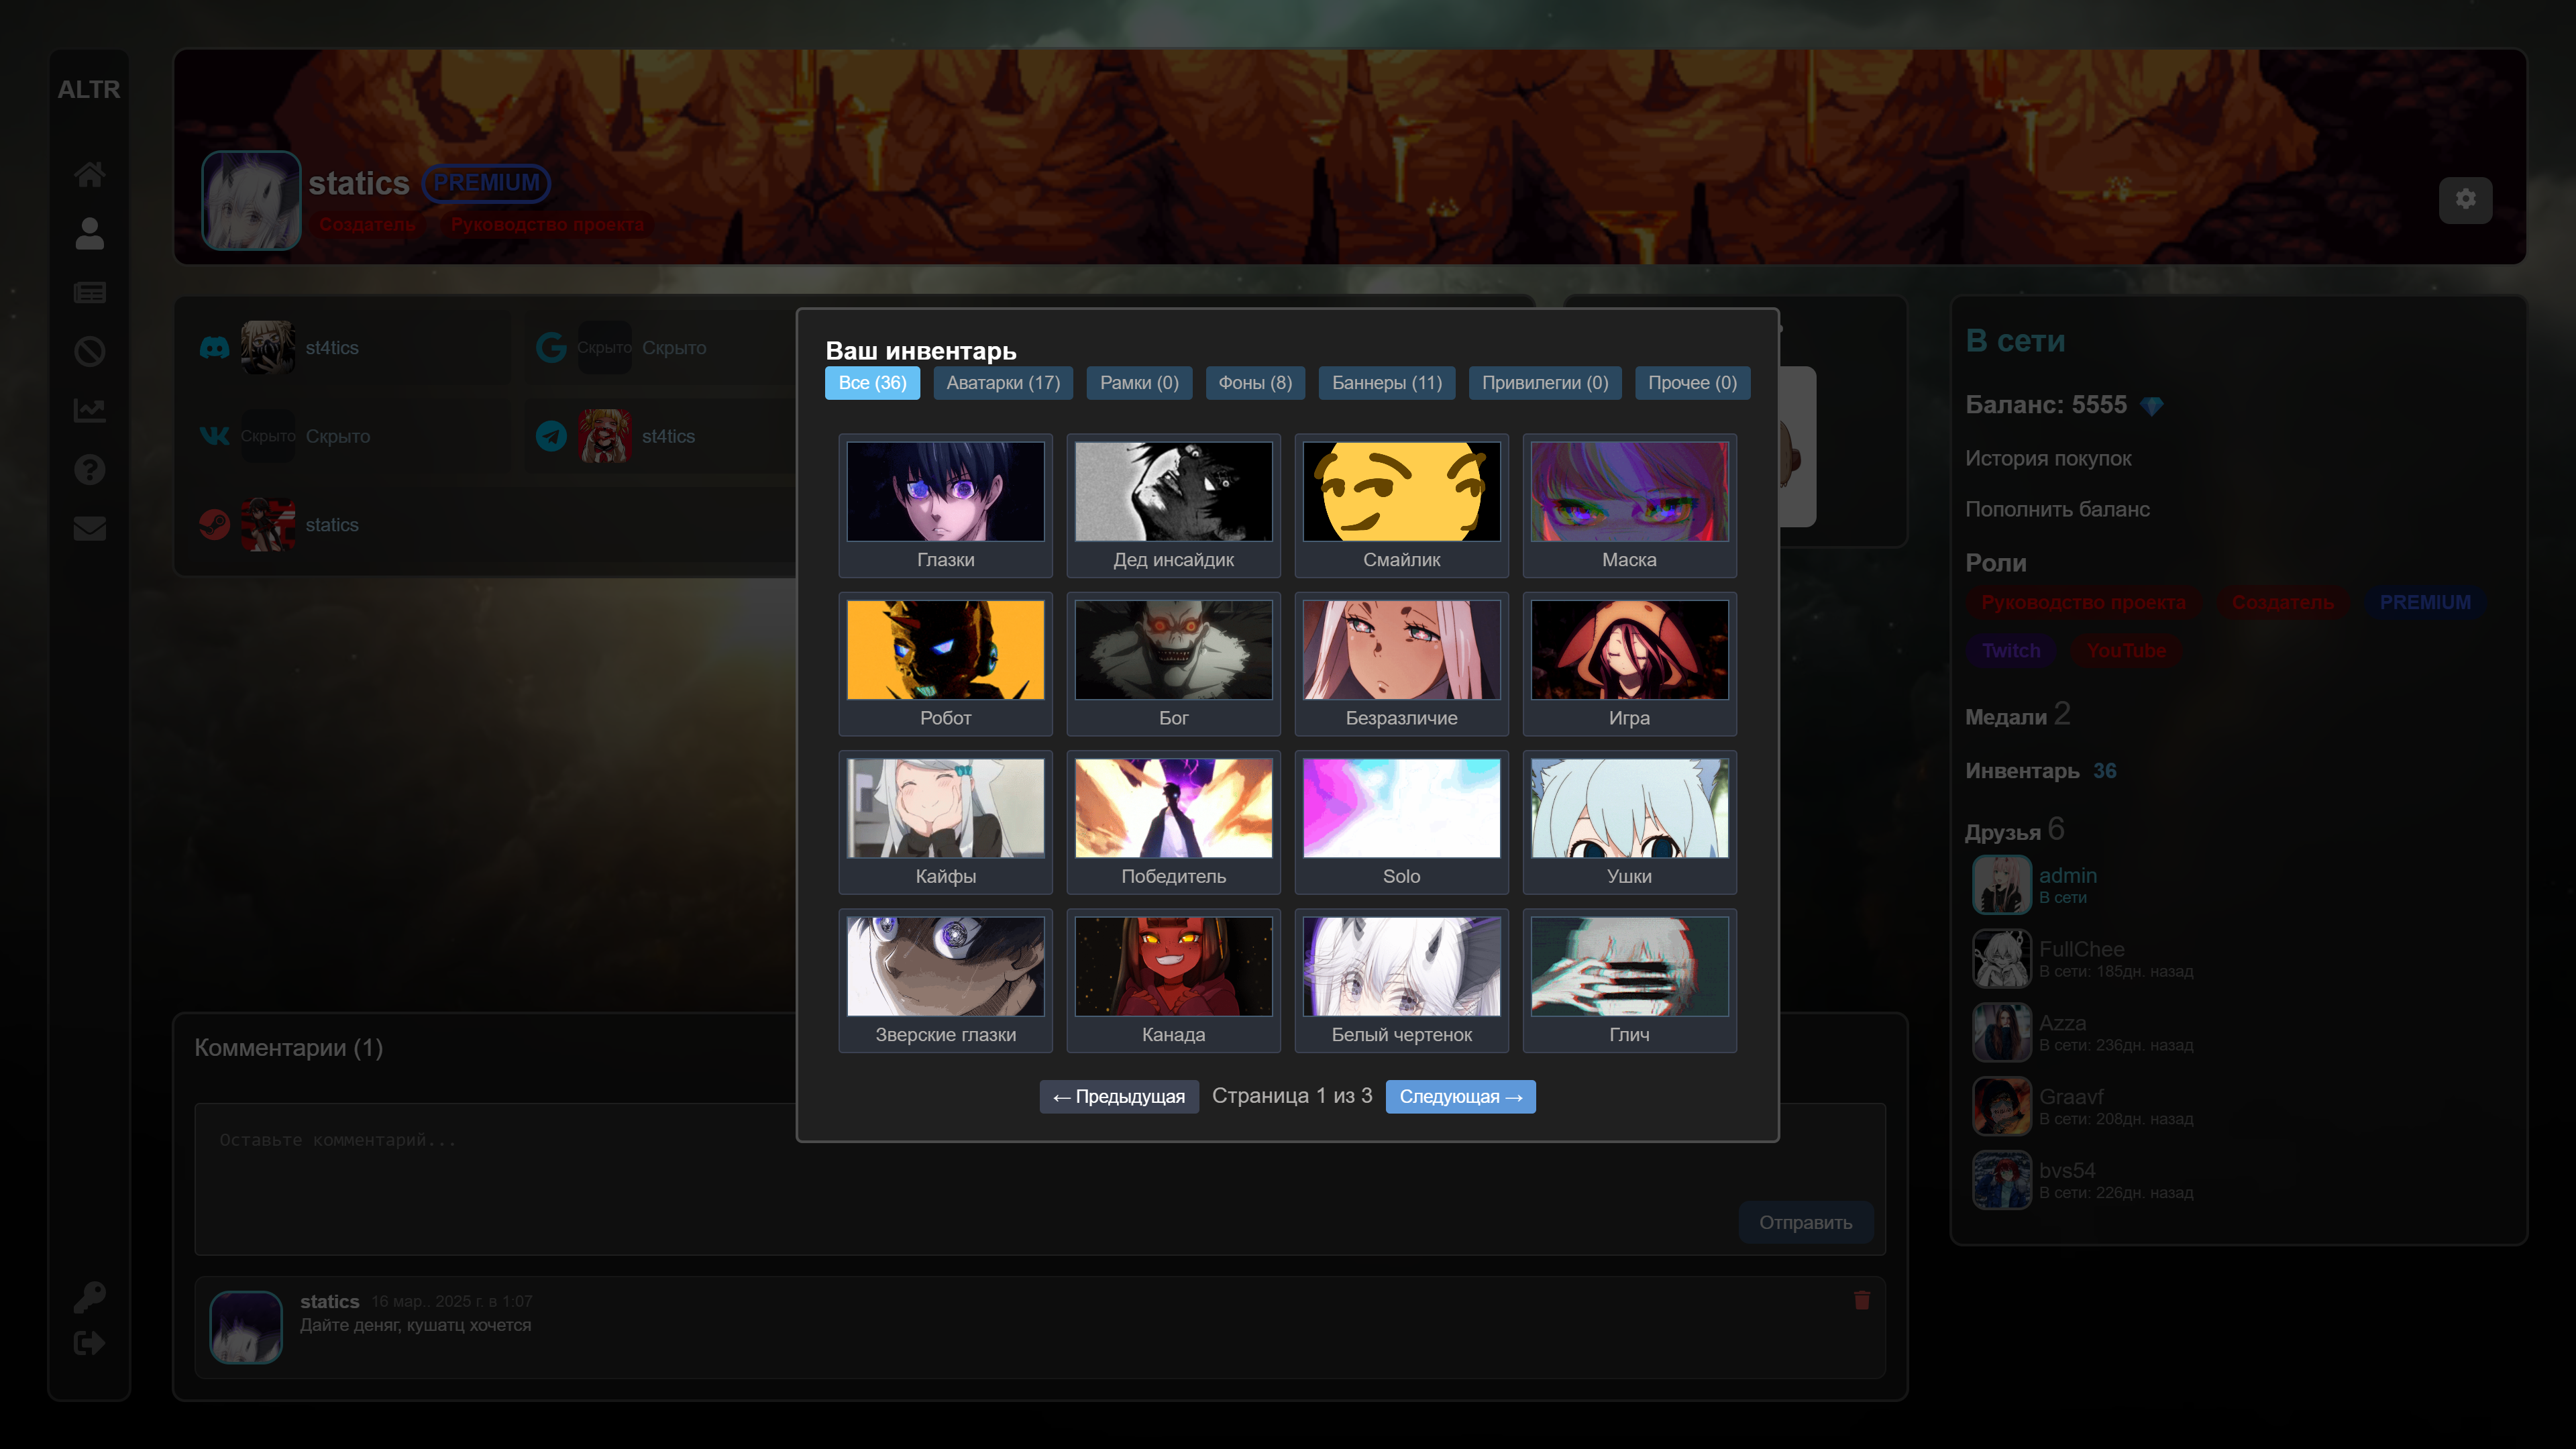 ALTR
statics PREMIUM
Создатель Руководство проекта
st4tics
Скрыто Скрыто
Скрыто Скрыто
st4tics
statics
Ваш инвентарь
Все (36) Аватарки (17) Рамки (0) Фоны (8) Баннеры (11) Привилегии (0) Прочее (0)
Глазки Дед инсайдик Смайлик Маска
Робот Бог Безразличие Игра
Кайфы Победитель Solo Ушки
Зверские глазки Канада Белый чертенок Глич
← Предыдущая Страница 1 из 3 Следующая →
В сети
Баланс: 5555
История покупок
Пополнить баланс
Роли
Руководство проекта Создатель PREMIUM
Twitch YouTube
Медали 2
Инвентарь 36
Друзья 6
admin
В сети
FullChee
В сети: 185дн. назад
Azza
В сети: 236дн. назад
Graavf
В сети: 208дн. назад
bvs54
В сети: 226дн. назад
Комментарии (1)
Оставьте комментарий...
Отправить
statics 16 мар.. 2025 г. в 1:07
Дайте деняг, кушатц хочется